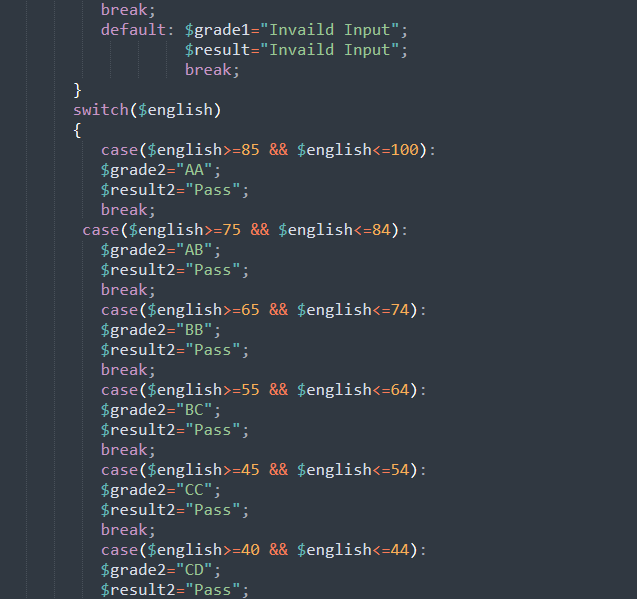 break;
default: $grade1="Invaild Input";
$result="Invaild Input";
break;
}
switch($english)
{
case($english>=85 && $english<=100):
$grade2="AA";
$result2="Pass";
break;
case($english>=75 && $english<=84):
$grade2="AB";
$result2="Pass";
break;
case($english>=65 && $english<=74):
$grade2="BB";
$result2="Pass";
break;
case($english>=55 && $english<=64):
$grade2="BC";
$result2="Pass";
break;
case($english>=45 && $english<=54):
$grade2="CC";
$result2="Pass";
break;
case($english>=40 && $english<=44):
$grade2="CD";
$result2="Pass";